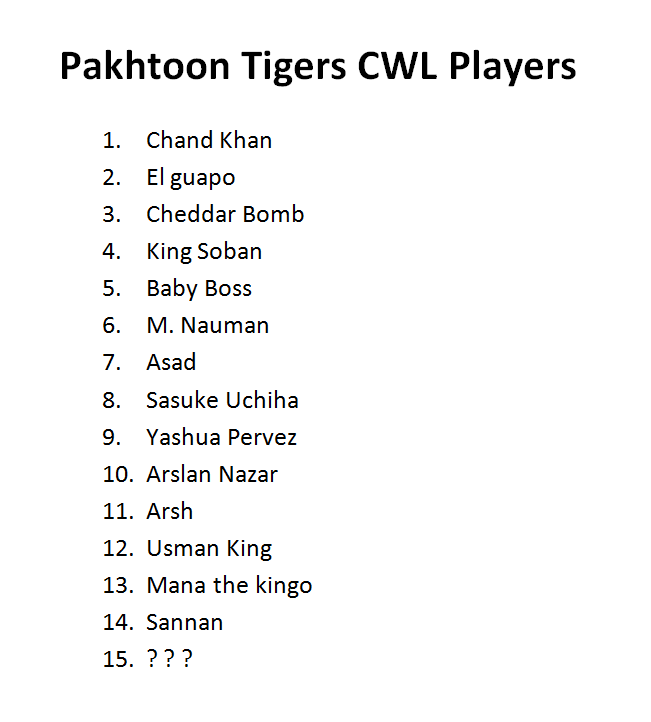 Pakhtoon Tigers CWL Players
1. Chand Khan
2. El guapo
3. Cheddar Bomb
4. King Soban
5. Baby Boss
6. M. Nauman
7. Asad
8. Sasuke Uchiha
9. Yashua Pervez
10. Arslan Nazar
11. Arsh
12. Usman King
13. Mana the kingo
14. Sannan
15. ? ? ?